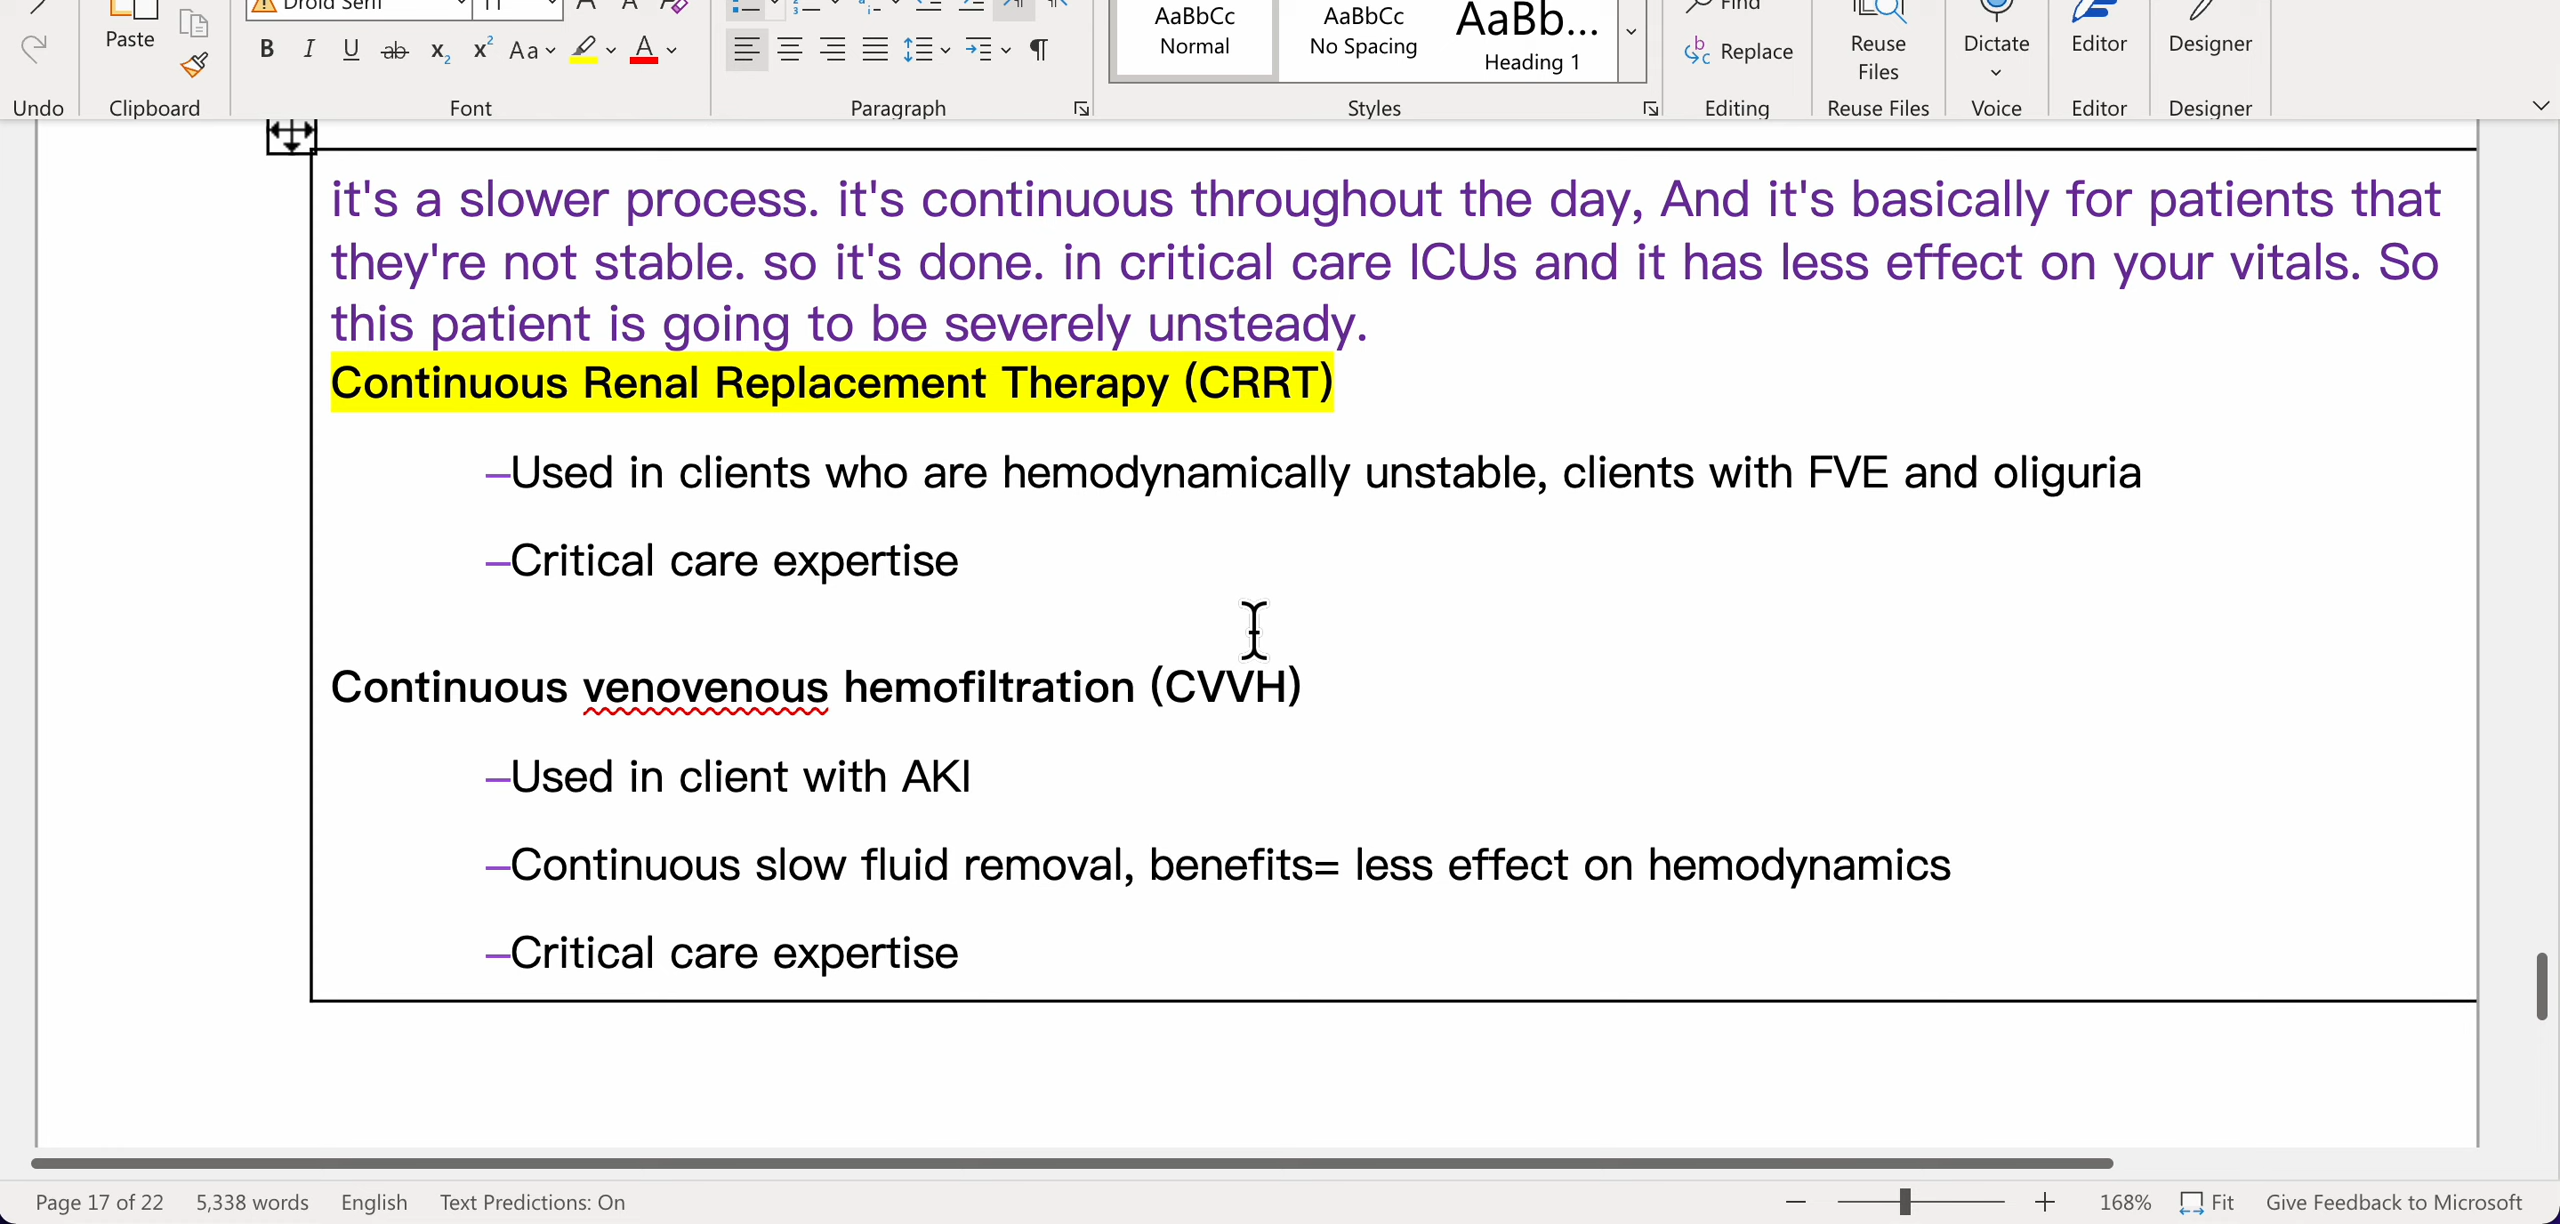 Paste
Droid Serif
11
B I U ab x₂ x² Aa A
AaBbCc
AaBbCc
AaBb...
Normal
No Spacing
Heading 1
Find
Replace
Reuse
Files
Dictate
Editor
Designer
Undo
Clipboard
Font
Paragraph
Styles
Editing
Reuse Files
Voice
Editor
Designer
it's a slower process. it's continuous throughout the day, And it's basically for patients that
they're not stable. so it's done. in critical care ICUs and it has less effect on your vitals. So
this patient is going to be severely unsteady.
Continuous Renal Replacement Therapy (CRRT)
–Used in clients who are hemodynamically unstable, clients with FVE and oliguria
–Critical care expertise
Continuous venovenous hemofiltration (CVVH)
–Used in client with AKI
–Continuous slow fluid removal, benefits= less effect on hemodynamics
–Critical care expertise
Page 17 of 22
5,338 words
English
Text Predictions: On
168%
Fit
Give Feedback to Microsoft